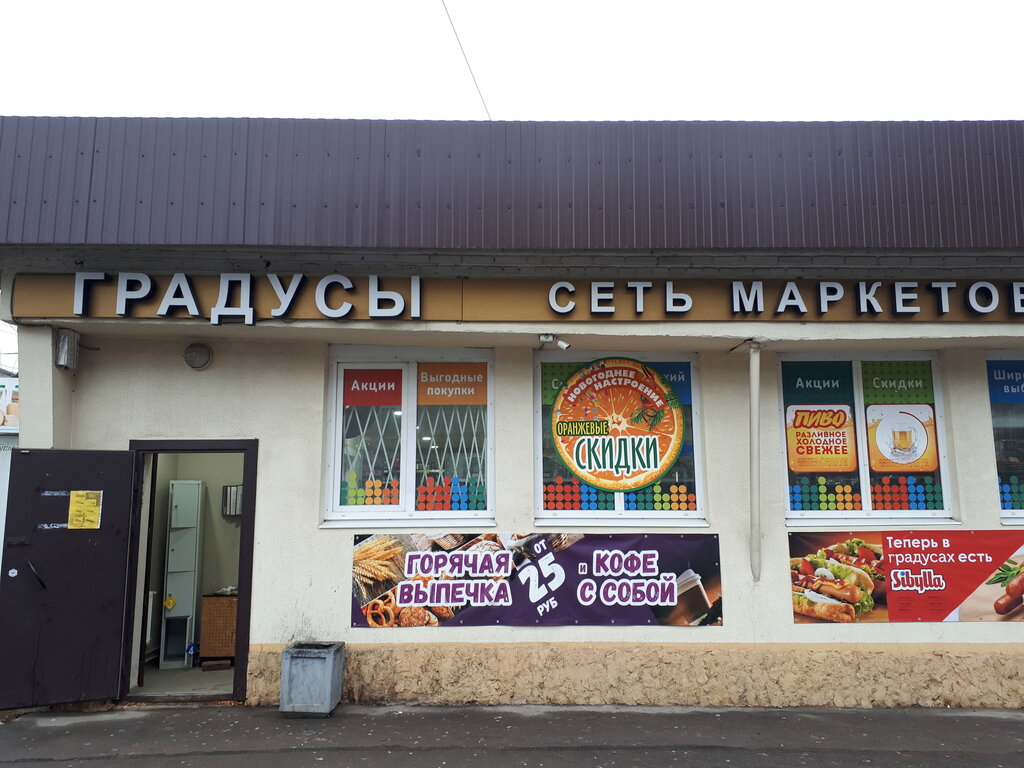 ГРАДУСЫ
СЕТЬ МАРКЕТОВ
Акции
Выгодные
покупки
НОВОГОДНЕЕ
НАСТРОЕНИЕ
ОРАНЖЕВЫЕ
СКИДКИ
Акции
ПИВО
РАЗЛИВНОЕ
ХОЛОДНОЕ
СВЕЖЕЕ
Скидки
ГОРЯЧАЯ
ВЫПЕЧКА
ОТ
25
РУБ
И КОФЕ
С СОБОЙ
Теперь в
градусах есть
Sibylla